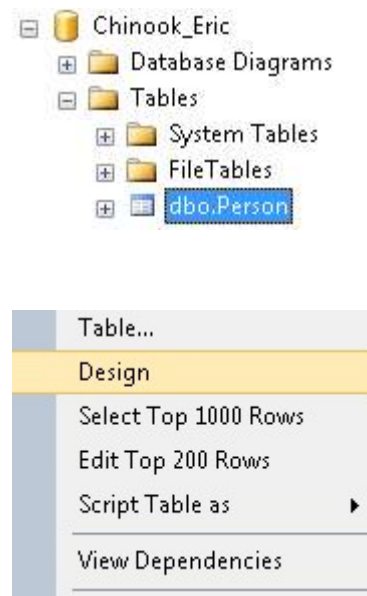 Chinook_Eric
Database Diagrams
Tables
System Tables
FileTables
dbo.Person
Table...
Design
Select Top 1000 Rows
Edit Top 200 Rows
Script Table as
View Dependencies